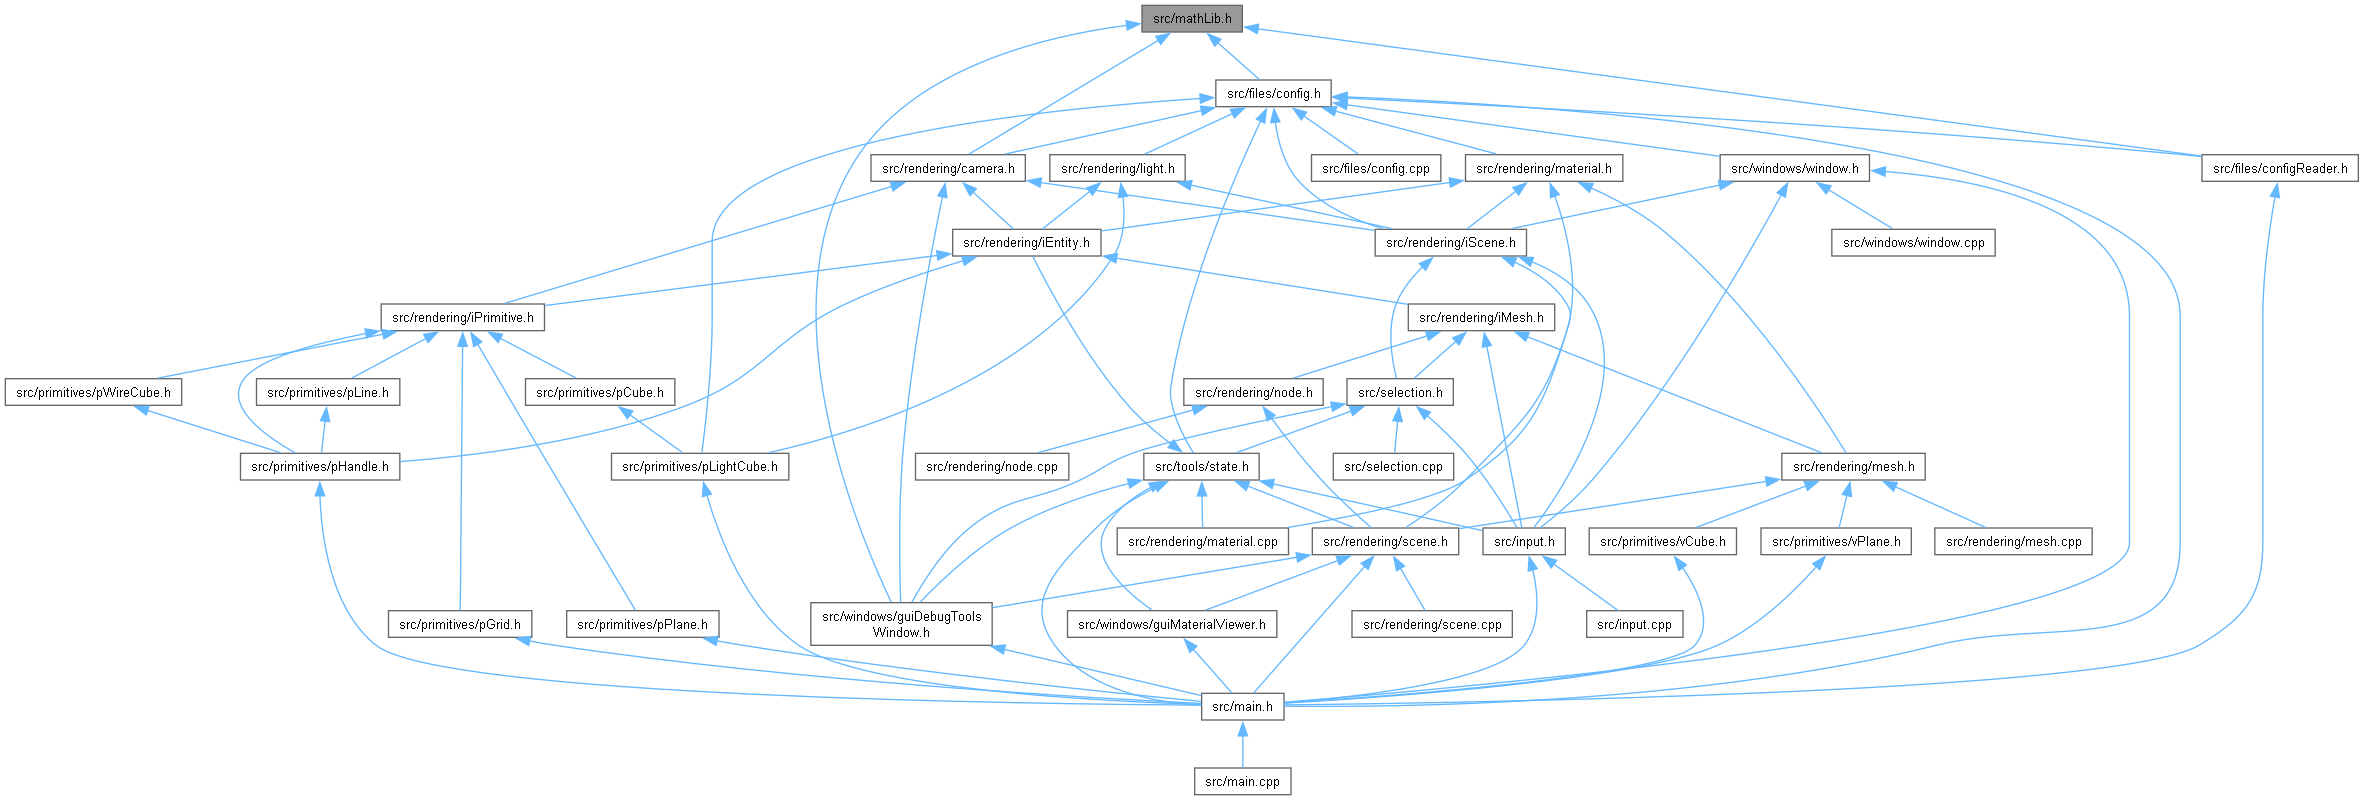 src/mathLib.h
src/files/config.h
src/rendering/camera.h
src/rendering/light.h
src/files/config.cpp
src/rendering/material.h
src/windows/window.h
src/files/configReader.h
src/rendering/iEntity.h
src/rendering/iScene.h
src/windows/window.cpp
src/rendering/iPrimitive.h
src/rendering/iMesh.h
src/primitives/pWireCube.h
src/primitives/pLine.h
src/primitives/pCube.h
src/rendering/node.h
src/selection.h
src/primitives/pHandle.h
src/primitives/pLightCube.h
src/rendering/node.cpp
src/tools/state.h
src/selection.cpp
src/rendering/mesh.h
src/rendering/material.cpp
src/rendering/scene.h
src/input.h
src/primitives/vCube.h
src/primitives/vPlane.h
src/rendering/mesh.cpp
src/primitives/pGrid.h
src/primitives/pPlane.h
src/windows/guiDebugTools
Window.h
src/windows/guiMaterialViewer.h
src/rendering/scene.cpp
src/input.cpp
src/main.h
src/main.cpp